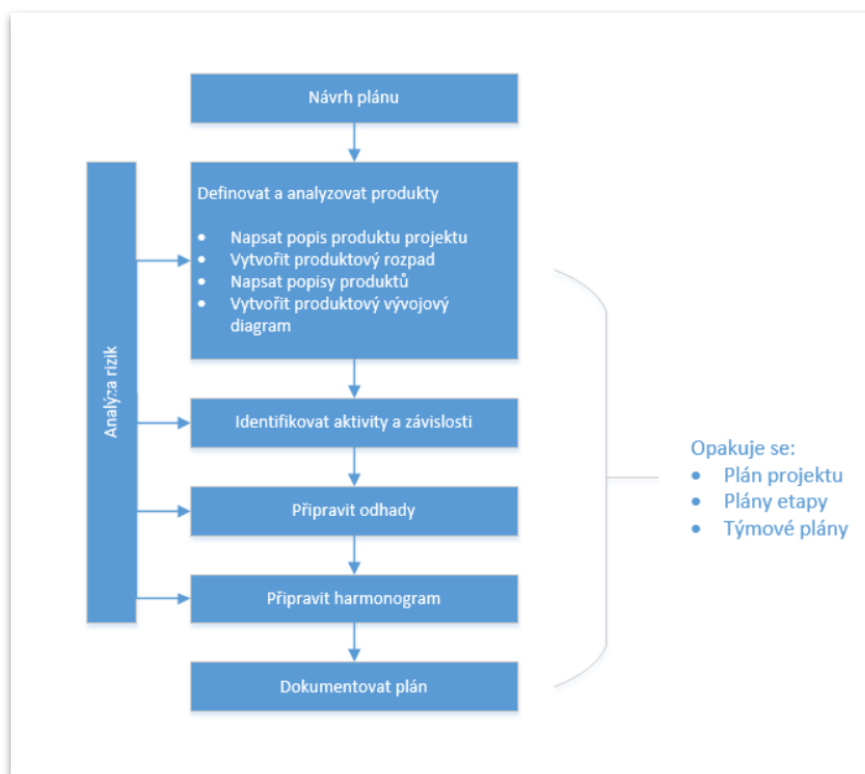 Návrh plánu
Definovat a analyzovat produkty
• Napsat popis produktu projektu
• Vytvořit produktový rozpad
• Napsat popisy produktů
• Vytvořit produktový vývojový
diagram
Analýza rizik
Identifikovat aktivity a závislosti
Připravit odhady
Připravit harmonogram
Dokumentovat plán
Opakuje se:
• Plán projektu
• Plány etapy
• Týmové plány